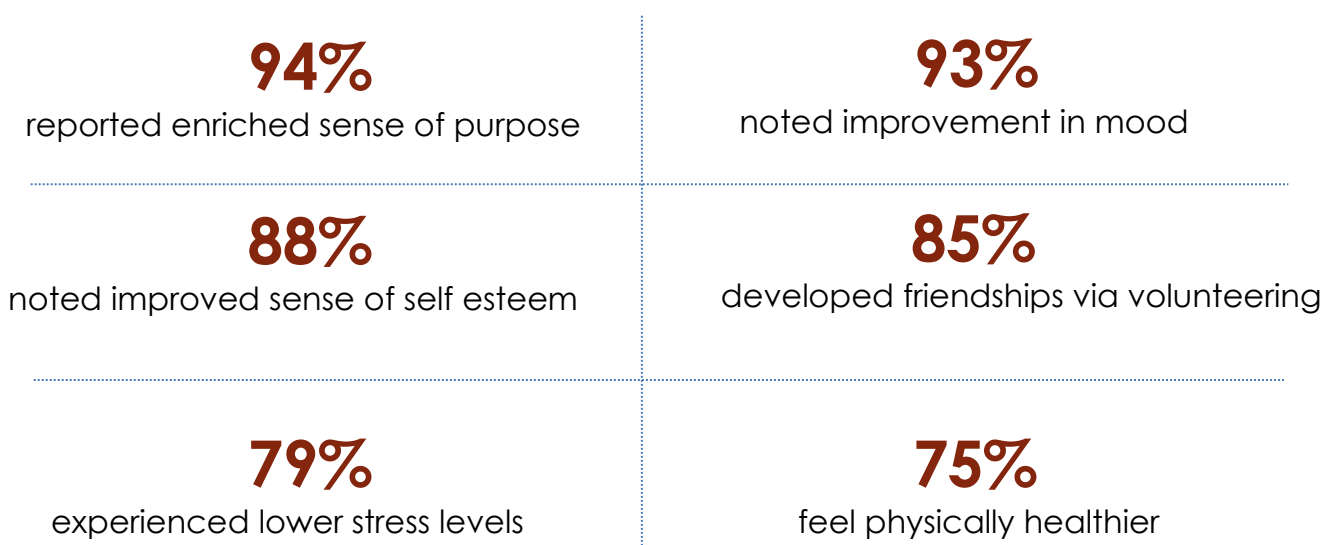 94%
reported enriched sense of purpose
93%
noted improvement in mood
88%
noted improved sense of self esteem
85%
developed friendships via volunteering
79%
experienced lower stress levels
75%
feel physically healthier